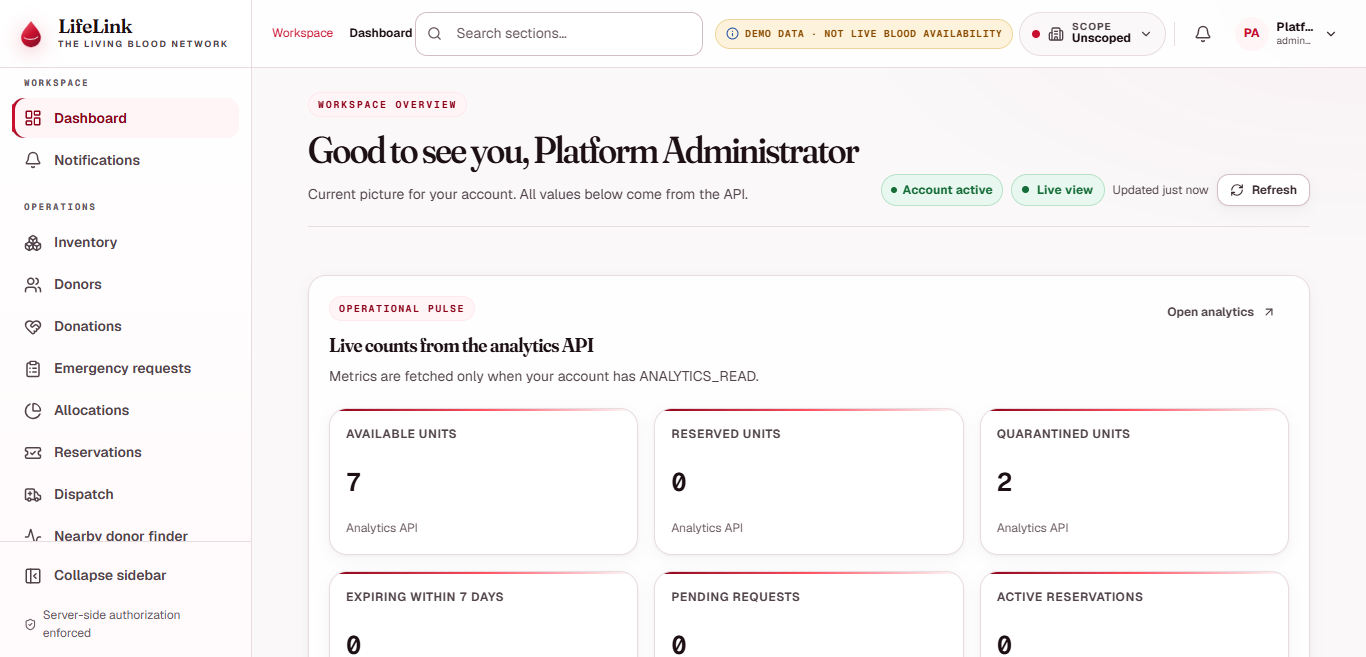 LifeLink
THE LIVING BLOOD NETWORK
Workspace
Dashboard
Search sections...
DEMO DATA · NOT LIVE BLOOD AVAILABILITY
SCOPE
Unscoped
PA
Platf...
admin...
WORKSPACE
Dashboard
Notifications
OPERATIONS
Inventory
Donors
Donations
Emergency requests
Allocations
Reservations
Dispatch
Nearby donor finder
Collapse sidebar
Server-side authorization
enforced
WORKSPACE OVERVIEW
Good to see you, Platform Administrator
Current picture for your account. All values below come from the API.
Account active
Live view
Updated just now
Refresh
OPERATIONAL PULSE
Open analytics
Live counts from the analytics API
Metrics are fetched only when your account has ANALYTICS_READ.
AVAILABLE UNITS
7
Analytics API
RESERVED UNITS
0
Analytics API
QUARANTINED UNITS
2
Analytics API
EXPIRING WITHIN 7 DAYS
0
PENDING REQUESTS
0
ACTIVE RESERVATIONS
0